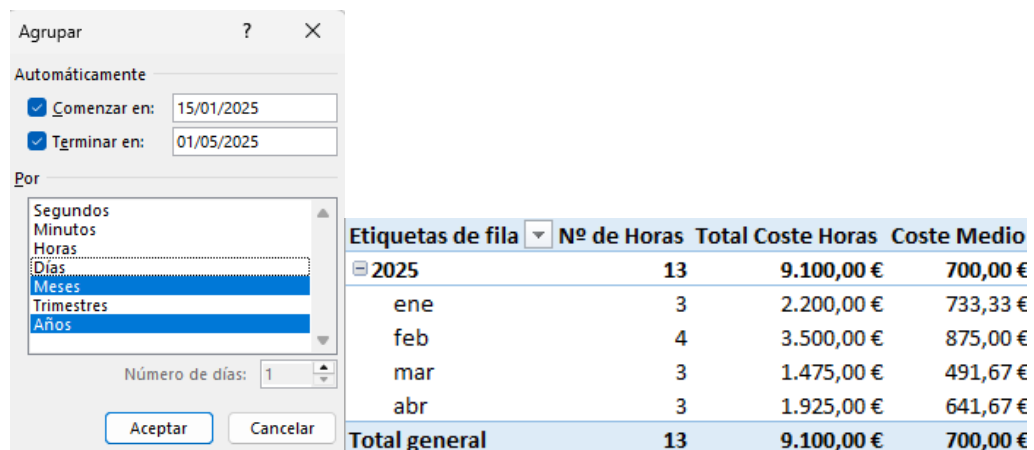 Agrupar ? ×
Automáticamente
Comenzar en: 15/01/2025
Terminar en: 01/05/2025
Por
Segundos
Minutos
Horas
Días
Meses
Trimestres
Años
Número de días: 1
Aceptar Cancelar
Etiquetas de fila Nº de Horas Total Coste Horas Coste Medio
2025 13 9.100,00 € 700,00 €
ene 3 2.200,00 € 733,33 €
feb 4 3.500,00 € 875,00 €
mar 3 1.475,00 € 491,67 €
abr 3 1.925,00 € 641,67 €
Total general 13 9.100,00 € 700,00 €